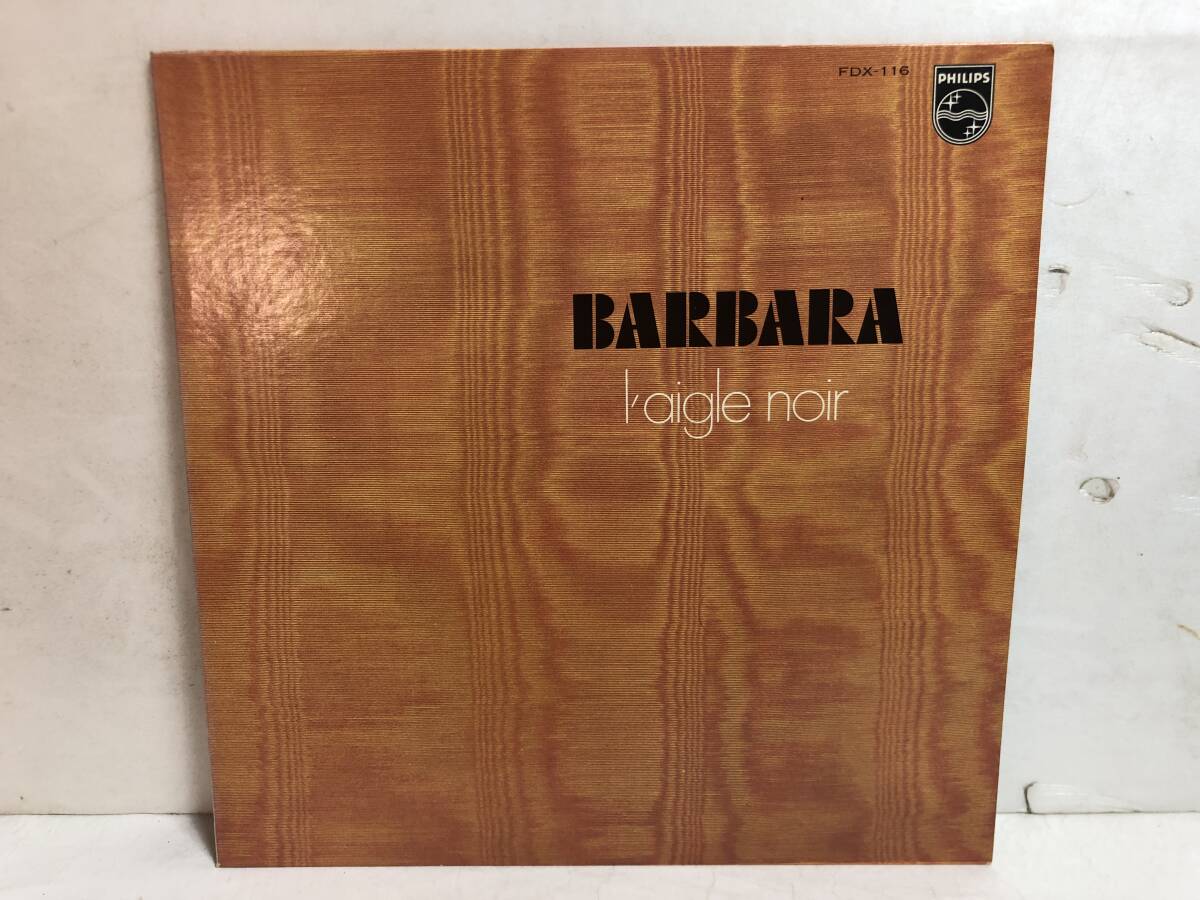 FDX-116
PHILIPS
BARBARA
l'aigle noir